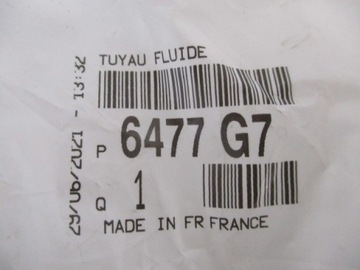 TUYAU FLUIDE
P 6477 G7
Q 1
MADE IN FR FRANCE
29/06/2021 - 13:32